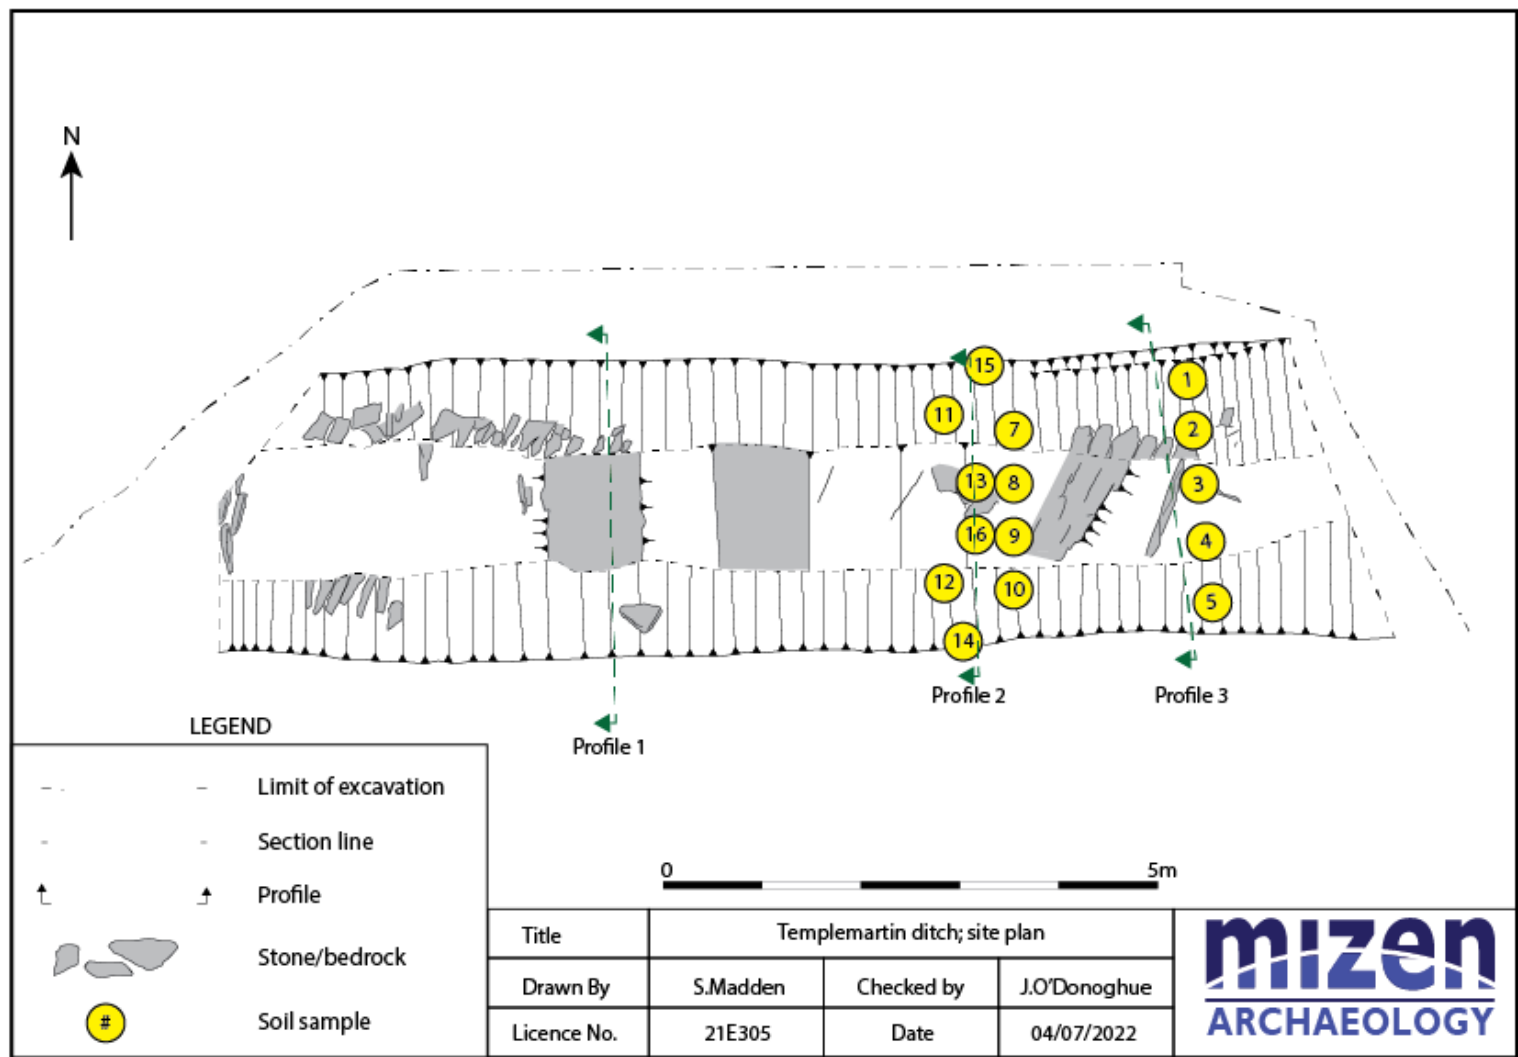 N
15
1
11
7
2
13
8
3
16
9
4
12
10
5
14
Profile 2
Profile 3
Profile 1
LEGEND
Limit of excavation
Section line
Profile
Stone/bedrock
# Soil sample
0 5m
Title Templemartin ditch; site plan
Drawn By S.Madden Checked by J.O'Donoghue
Licence No. 21E305 Date 04/07/2022
mizen
ARCHAEOLOGY